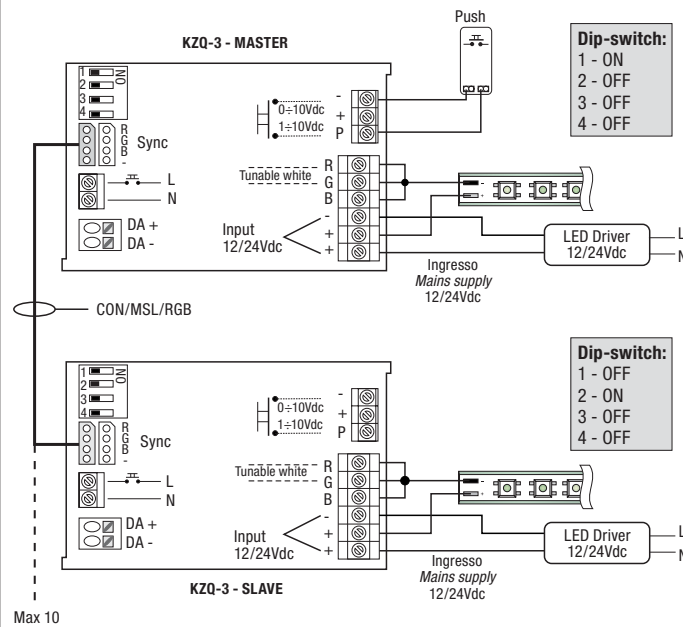 Push
KZQ-3 - MASTER
Dip-switch:
1 - ON
2 - OFF
3 - OFF
4 - OFF
1
2
3
4
NO
R
G
B
-
Sync
L
N
DA +
DA -
0÷10Vdc
1÷10Vdc
-
+
P
Tunable white
R
G
B
-
+
+
Input
12/24Vdc
- 
+
LED Driver
12/24Vdc
L
N
Ingresso
Mains supply
12/24Vdc
CON/MSL/RGB
Dip-switch:
1 - OFF
2 - ON
3 - OFF
4 - OFF
1
2
3
4
NO
R
G
B
-
Sync
L
N
DA +
DA -
0÷10Vdc
1÷10Vdc
-
+
P
Tunable white
R
G
B
-
+
+
Input
12/24Vdc
-
+
LED Driver
12/24Vdc
L
N
Ingresso
Mains supply
12/24Vdc
KZQ-3 - SLAVE
Max 10